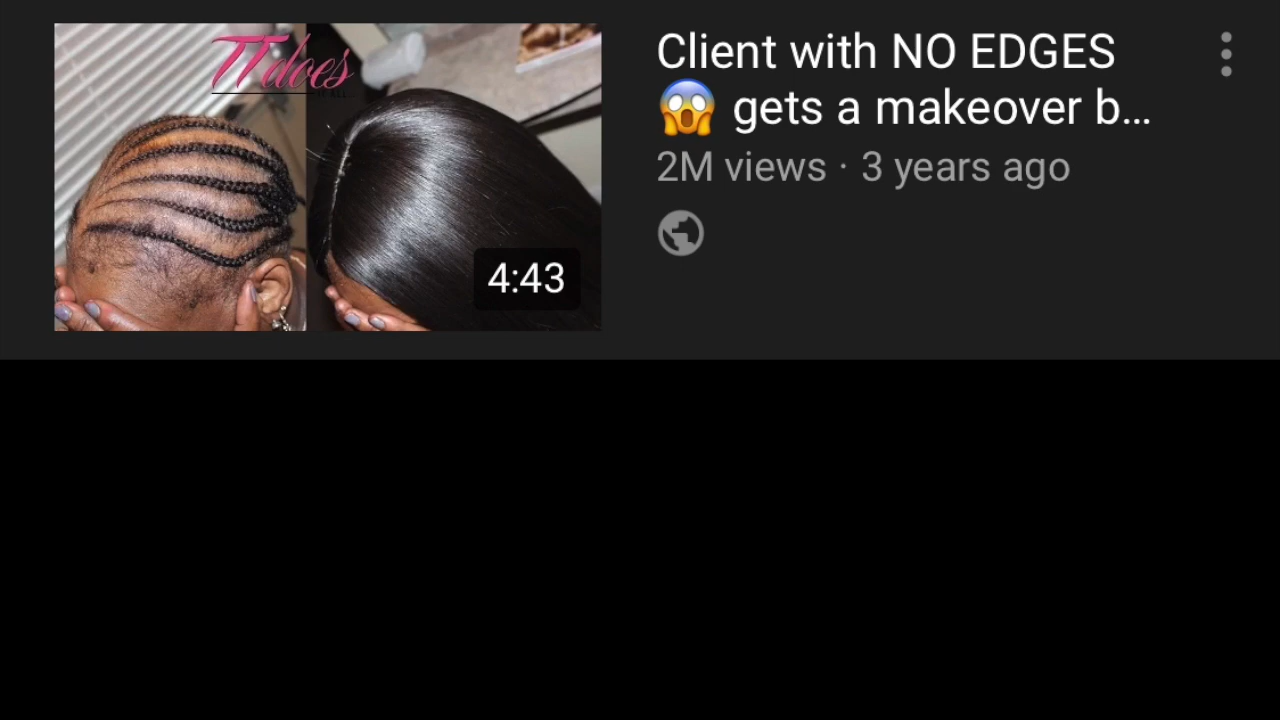 TTdoes
Client with NO EDGES
😱 gets a makeover b...
2M views · 3 years ago
4:43